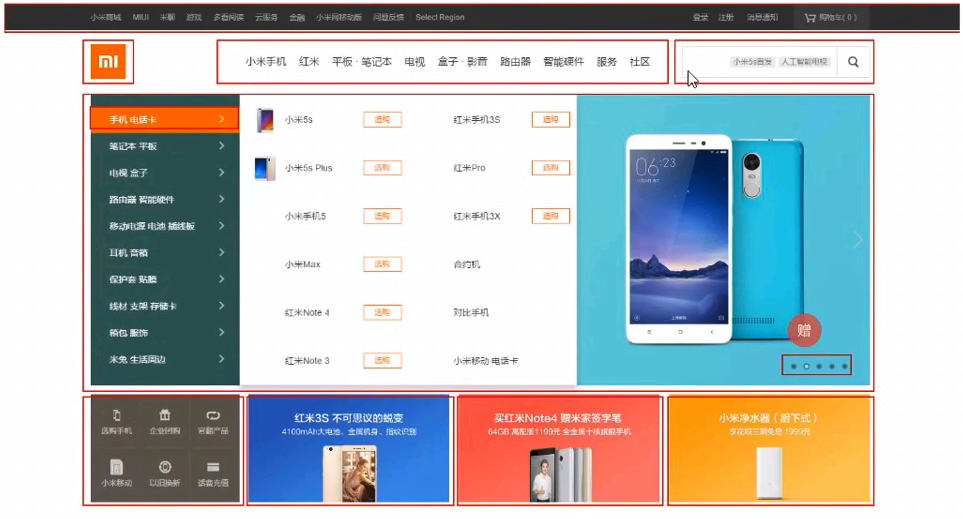 小米商城 MIUI 米聊 游戏 多看阅读 云服务 金融 小米网移动版 问题反馈 Select Region 登录 注册 消息通知 购物车( 0 )
MI 小米手机 红米 平板 · 笔记本 电视 盒子 · 影音 路由器 智能硬件 服务 社区 小米5s首发 人工智能电视
手机 电话卡
笔记本 平板
电视 盒子
路由器 智能硬件
移动电源 电池 插线板
耳机 音箱
保护套 贴膜
线材 支架 存储卡
箱包 服饰
米兔 生活周边
小米5s 选购 红米手机3S 选购
小米5s Plus 选购 红米Pro 选购
小米手机5 选购 红米手机3X 选购
小米Max 选购 合约机
小米Note 4 选购 对比手机
红米Note 3 选购 小米移动 电话卡
06:23
赠
选购手机 企业团购 官翻产品
小米移动 以旧换新 话费充值
红米3S 不可思议的蜕变
4100mAh大电池，金属机身、指纹识别
买红米Note4 赠米家签字笔
64GB 高配版1199元 全金属十核旗舰手机
小米净水器（厨下式）
享花呗三期免息 1999元